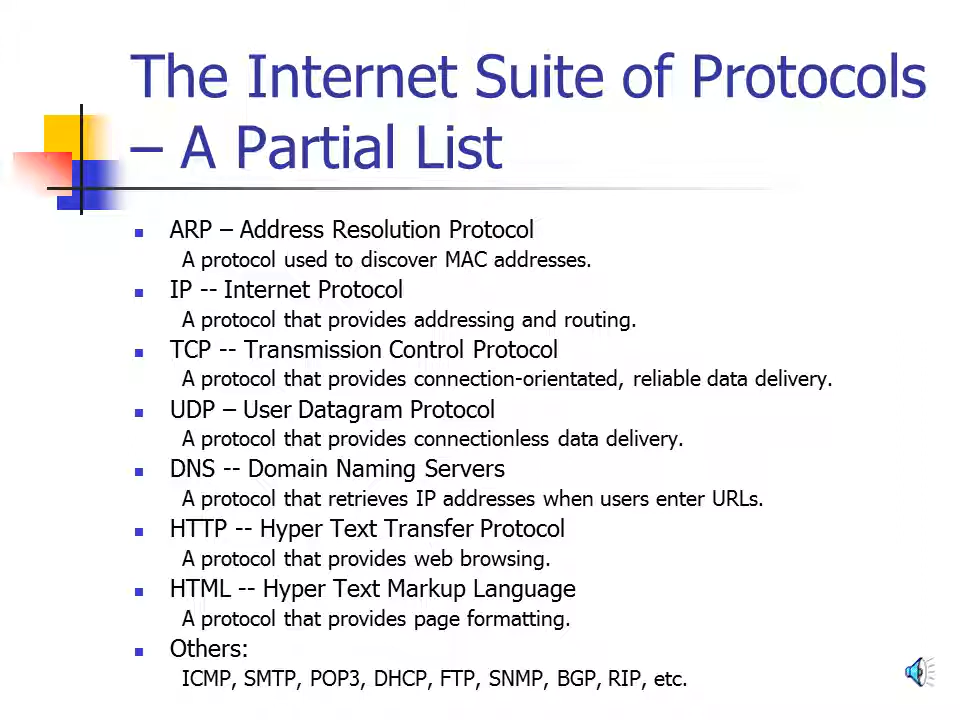 The Internet Suite of Protocols
– A Partial List
ARP – Address Resolution Protocol
A protocol used to discover MAC addresses.
IP -- Internet Protocol
A protocol that provides addressing and routing.
TCP -- Transmission Control Protocol
A protocol that provides connection-orientated, reliable data delivery.
UDP – User Datagram Protocol
A protocol that provides connectionless data delivery.
DNS -- Domain Naming Servers
A protocol that retrieves IP addresses when users enter URLs.
HTTP -- Hyper Text Transfer Protocol
A protocol that provides web browsing.
HTML -- Hyper Text Markup Language
A protocol that provides page formatting.
Others:
ICMP, SMTP, POP3, DHCP, FTP, SNMP, BGP, RIP, etc.